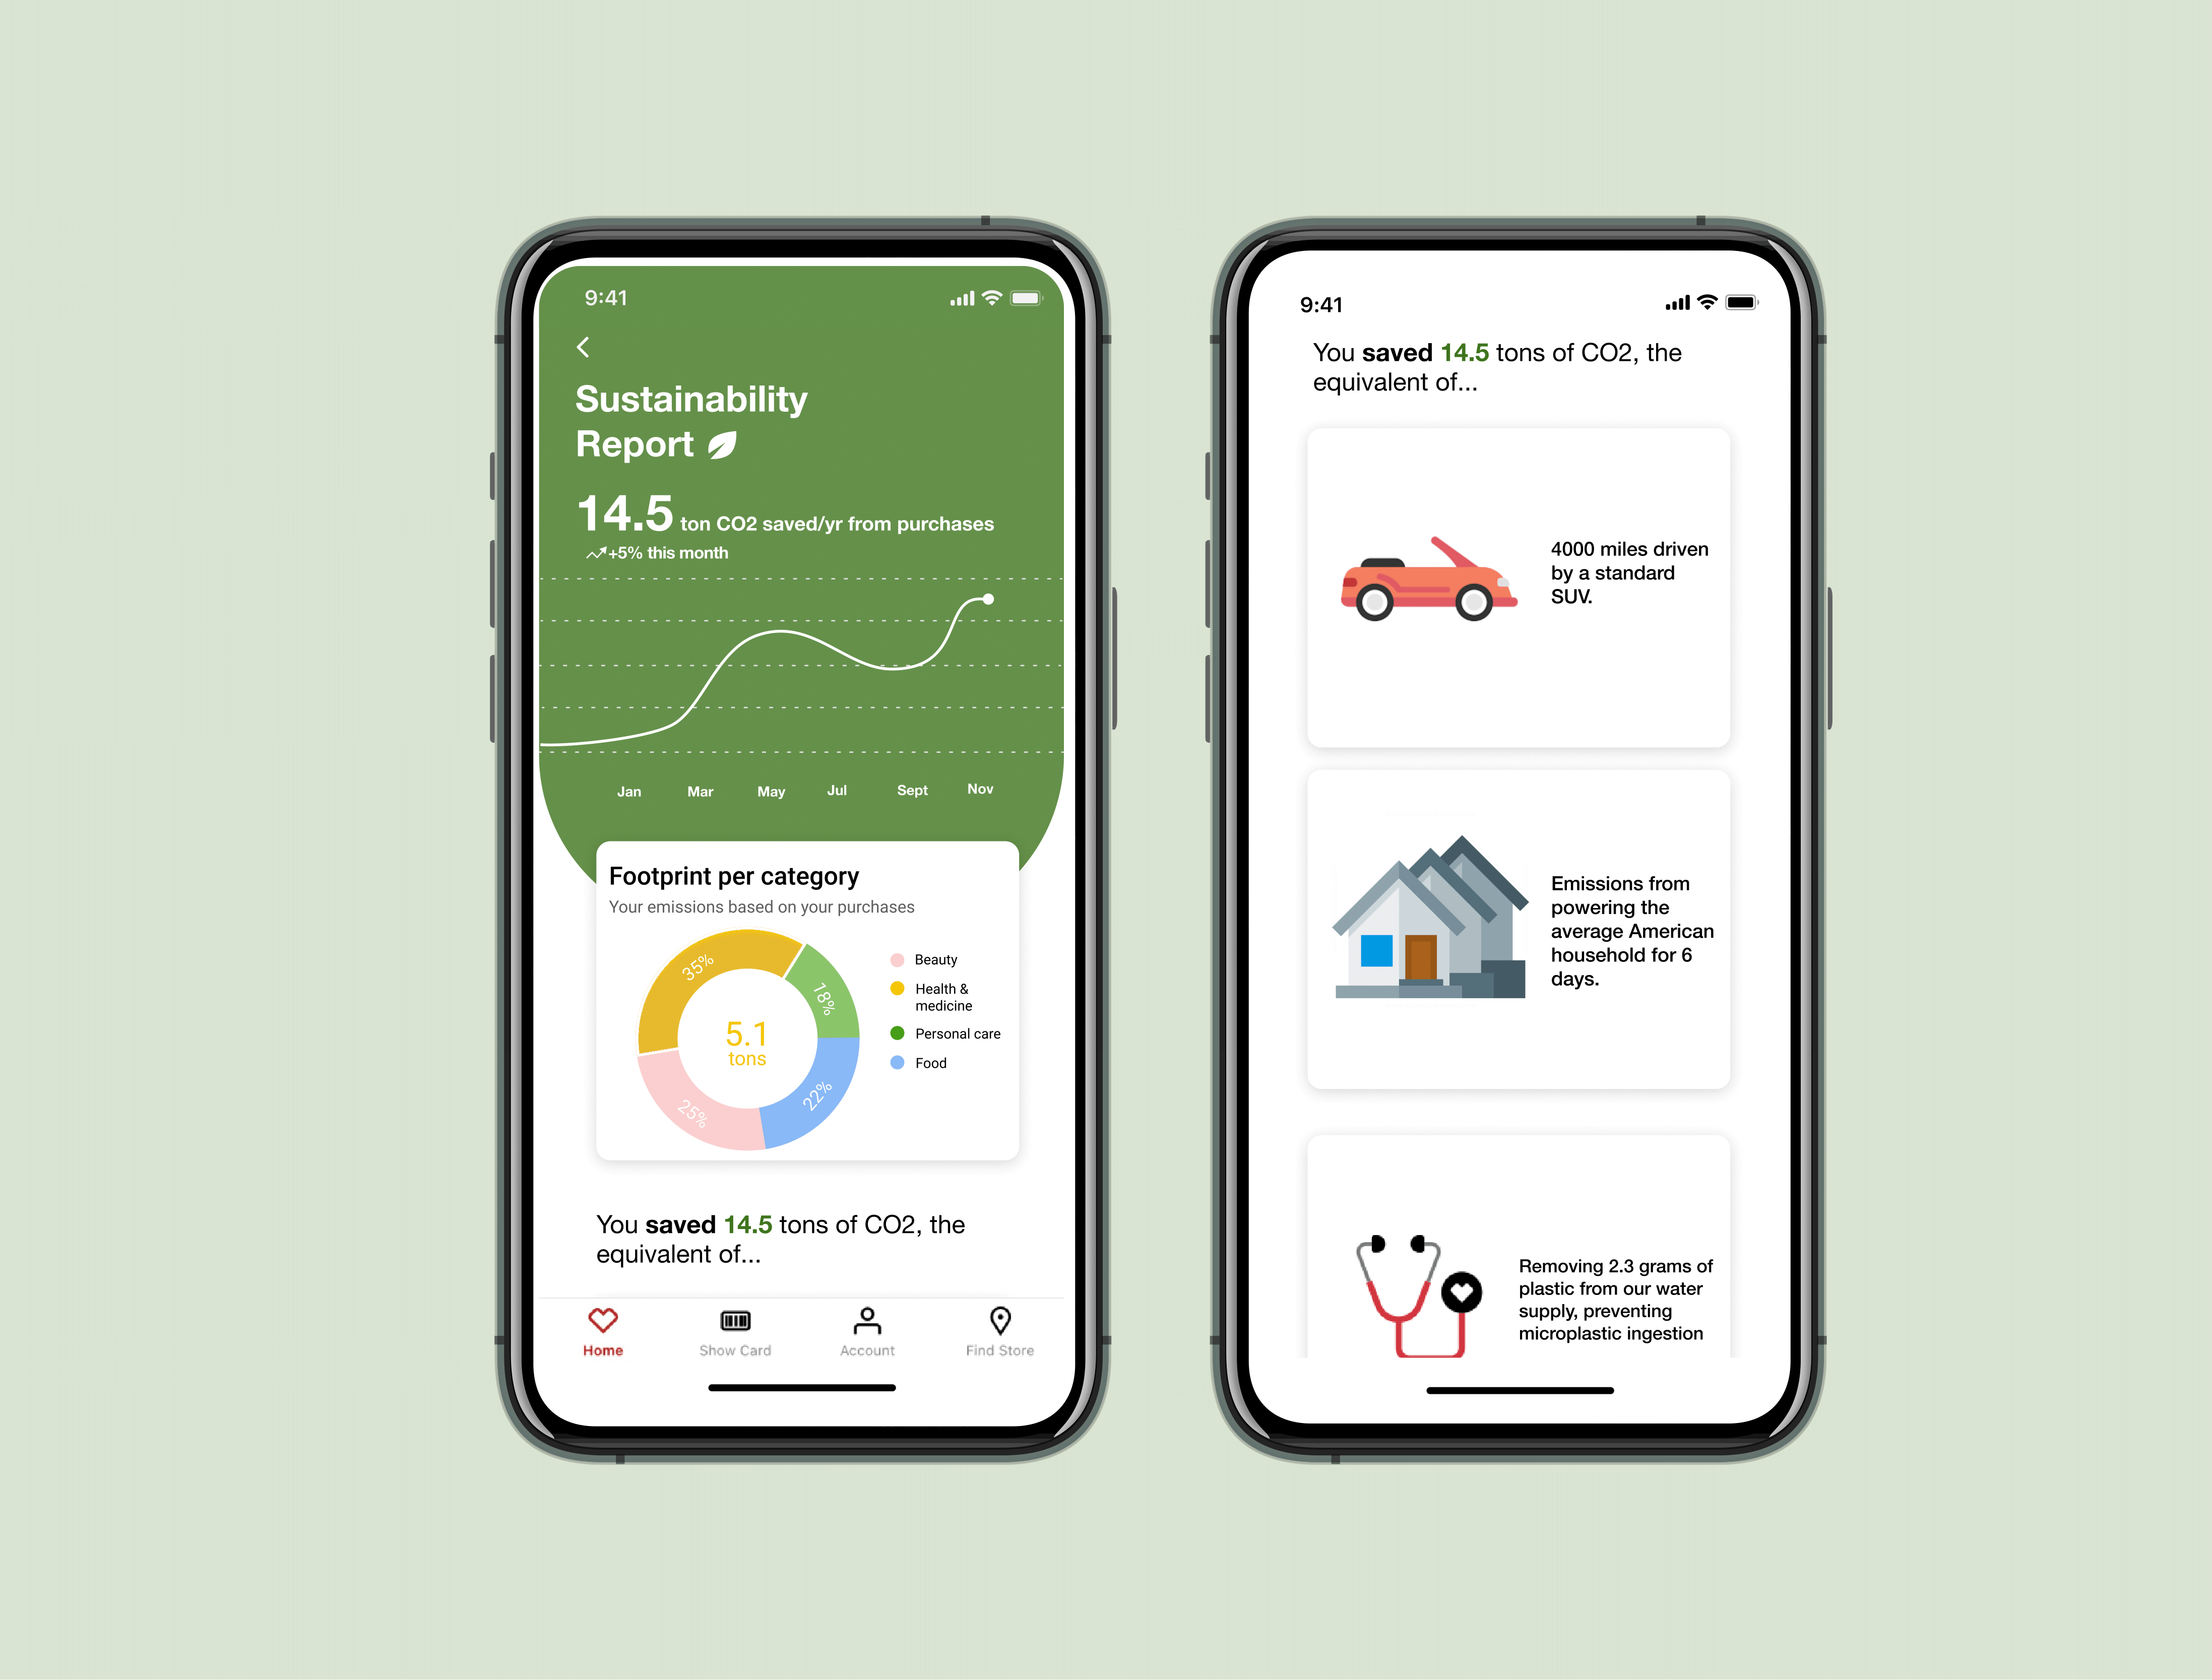 9:41
Sustainability
Report
14.5 ton CO2 saved/yr from purchases
+5% this month
Jan Mar May Jul Sept Nov
Footprint per category
Your emissions based on your purchases
35%
18%
22%
25%
5.1
tons
Beauty
Health &
medicine
Personal care
Food
You saved 14.5 tons of CO2, the
equivalent of...
Home Show Card Account Find Store
9:41
You saved 14.5 tons of CO2, the
equivalent of...
4000 miles driven
by a standard
SUV.
Emissions from
powering the
average American
household for 6
days.
Removing 2.3 grams of
plastic from our water
supply, preventing
microplastic ingestion